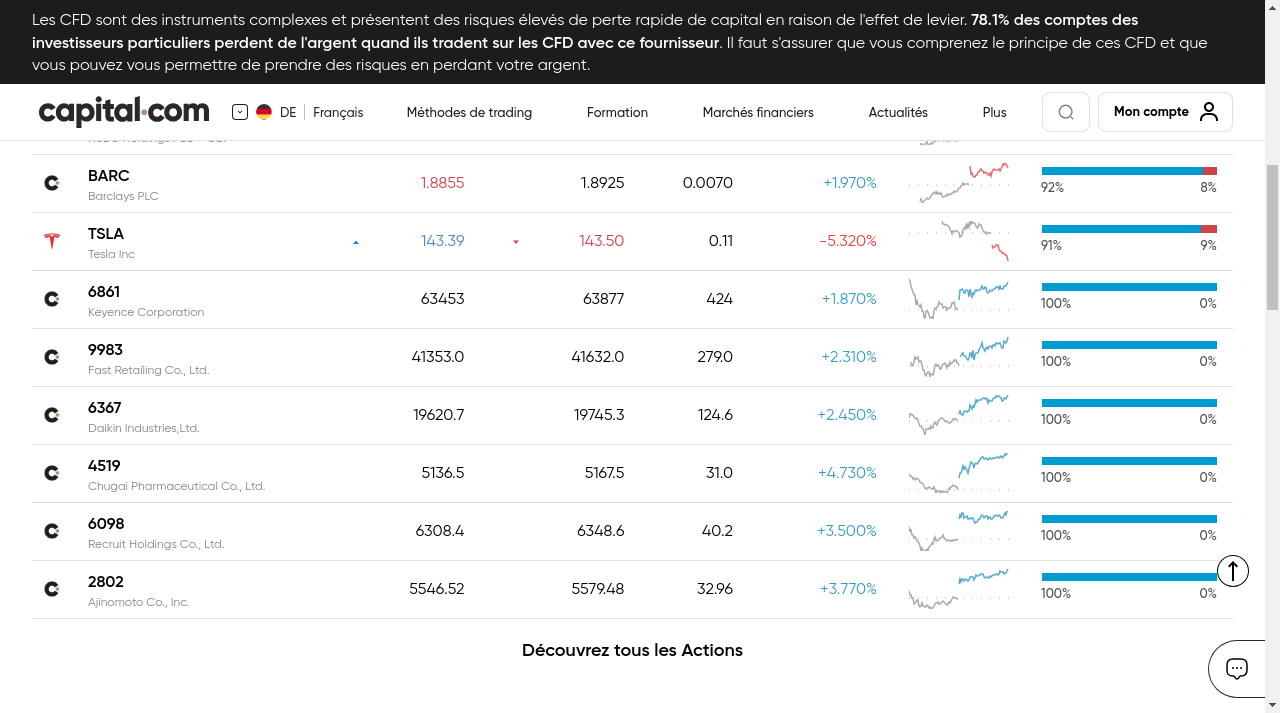 Les CFD sont des instruments complexes et présentent des risques élevés de perte rapide de capital en raison de l'effet de levier. 78.1% des comptes des
investisseurs particuliers perdent de l'argent quand ils tradent sur les CFD avec ce fournisseur. Il faut s'assurer que vous comprenez le principe de ces CFD et que
vous pouvez vous permettre de prendre des risques en perdant votre argent.
capital.com DE Français Méthodes de trading Formation Marchés financiers Actualités Plus Mon compte
BARC 1.8855 1.8925 0.0070 +1.970% 92% 8%
Barclays PLC
TSLA 143.39 143.50 0.11 -5.320% 91% 9%
Tesla Inc
6861 63453 63877 424 +1.870% 100% 0%
Keyence Corporation
9983 41353.0 41632.0 279.0 +2.310% 100% 0%
Fast Retailing Co., Ltd.
6367 19620.7 19745.3 124.6 +2.450% 100% 0%
Daikin Industries,Ltd.
4519 5136.5 5167.5 31.0 +4.730% 100% 0%
Chugai Pharmaceutical Co., Ltd.
6098 6308.4 6348.6 40.2 +3.500% 100% 0%
Recruit Holdings Co., Ltd.
2802 5546.52 5579.48 32.96 +3.770% 100% 0%
Ajinomoto Co., Inc.
Découvrez tous les Actions